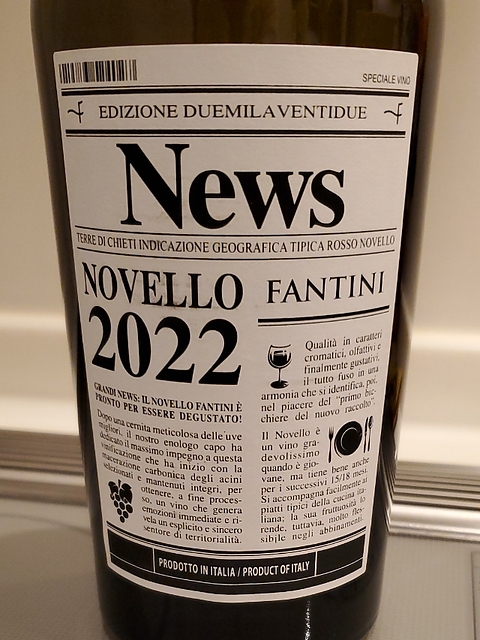 SPECIALE VINO
EDIZIONE DUEMILAVENTIDUE
News
TERRE DI CHIETI INDICAZIONE GEOGRAFICA TIPICA ROSSO NOVELLO
NOVELLO
2022
GRANDI NEWS: IL NOVELLO FANTINI È
PRONTO PER ESSERE DEGUSTATO!
Dopo una cernita meticolosa delle uve
migliori, il nostro enologo capo ha
dedicato il massimo impegno a questa
vinificazione che ha inizio con la
macerazione carbonica degli acini
selezionati e mantenuti integri, per
ottenere, a fine proces-
so, un vino che genera
emozioni immediate e ri-
vela un esplicito e sincero
sentore di territorialità.
FANTINI
Qualità in caratteri
cromatici, olfattivi e
finalmente gustativi,
il tutto fuso in una
armonia che si identifica, poi,
nel piacere del "primo bic-
chiere del nuovo raccolto".
Il Novello è
un vino gra-
devolissimo
quando è gio-
vane, ma tiene bene anche
per i successivi 15/18 mesi.
Si accompagna facilmente ai
piatti tipici della cucina ita-
liana; la sua fruttuosità lo
rende, tuttavia, molto fles-
sibile negli abbinamenti.
PRODOTTO IN ITALIA / PRODUCT OF ITALY